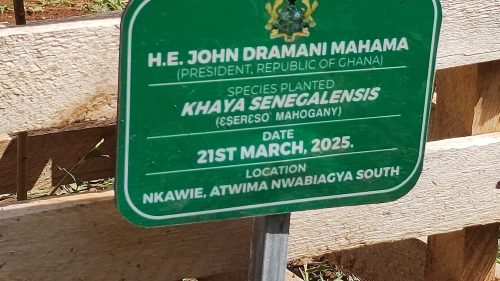 H.E. JOHN DRAMANI MAHAMA
(PRESIDENT, REPUBLIC OF GHANA)
SPECIES PLANTED
KHAYA SENEGALENSIS
(ƐSERƐSO MAHOGANY)
DATE
21ST MARCH, 2025.
LOCATION
NKAWIE, ATWIMA NWABIAGYA SOUTH